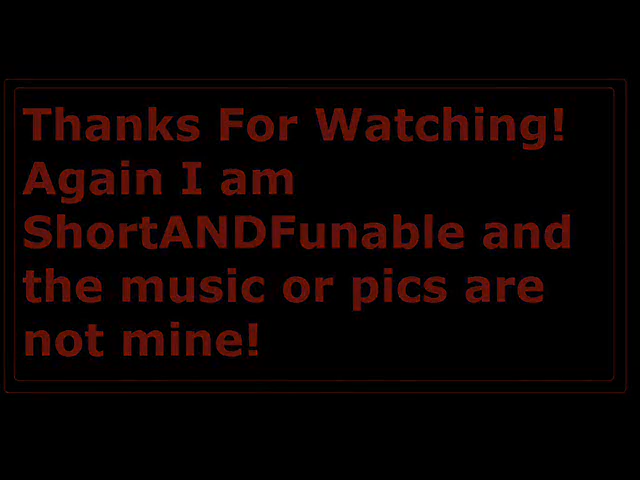 Thanks For Watching!
Again I am
ShortANDFunable and
the music or pics are
not mine!